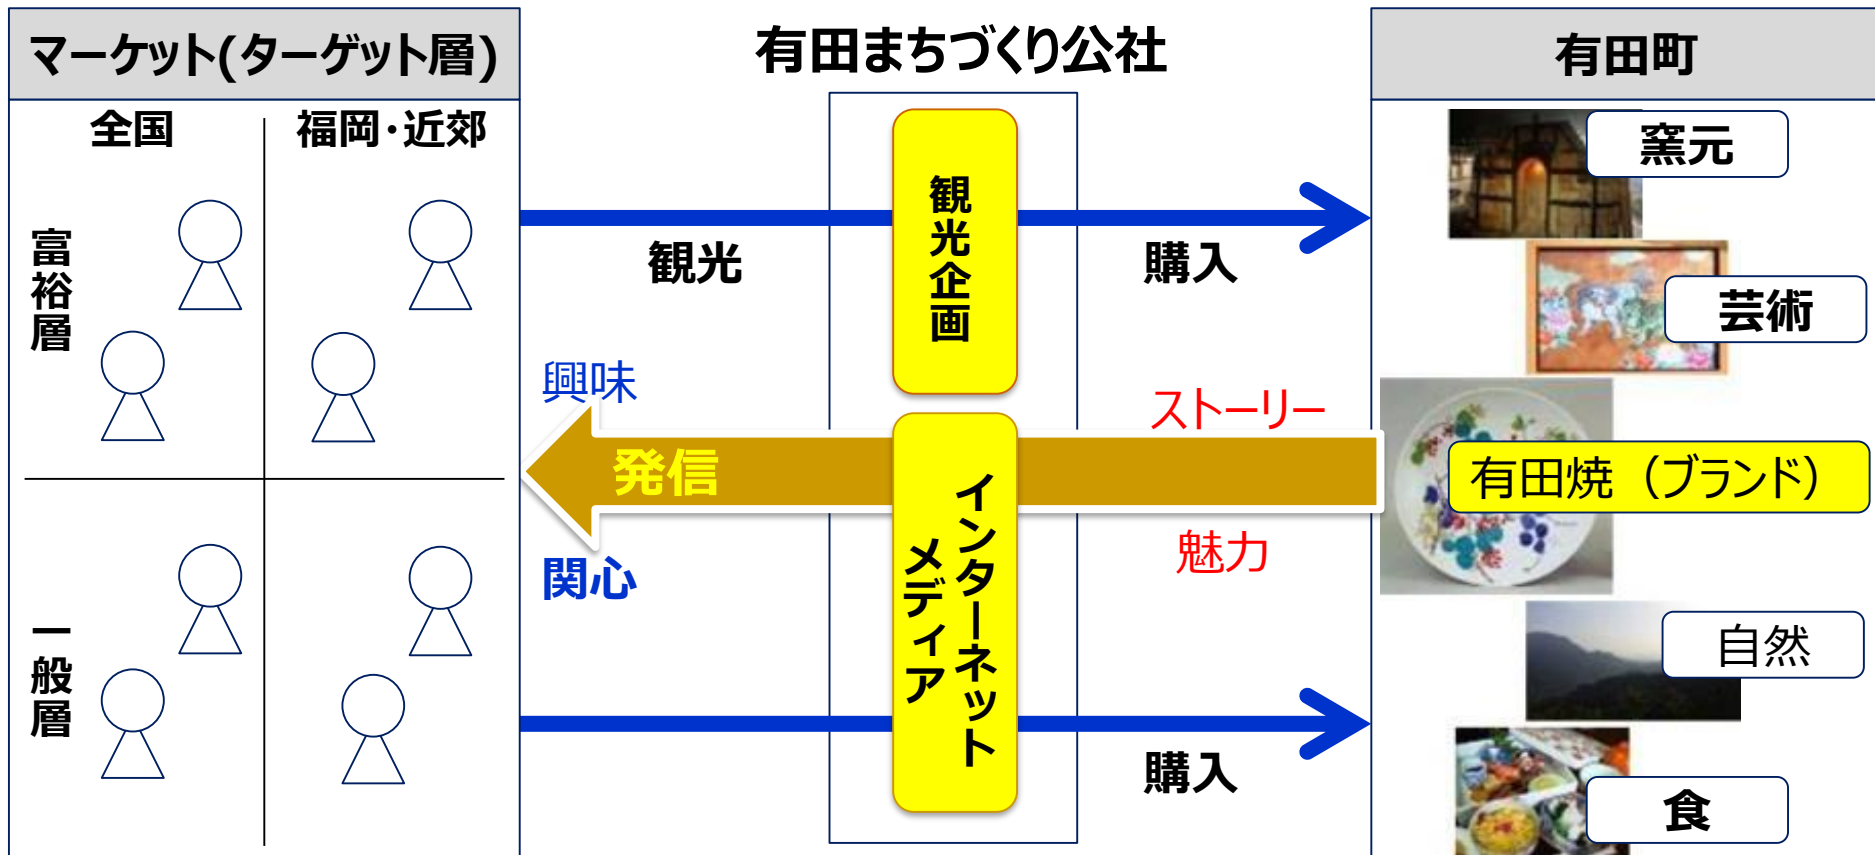 マーケット(ターゲット層)
全国
福岡・近郊
富裕層
一般層
有田まちづくり公社
観光企画
インターネット
メディア
観光
購入
興味
発信
関心
ストーリー
魅力
購入
有田町
窯元
芸術
有田焼（ブランド）
自然
食